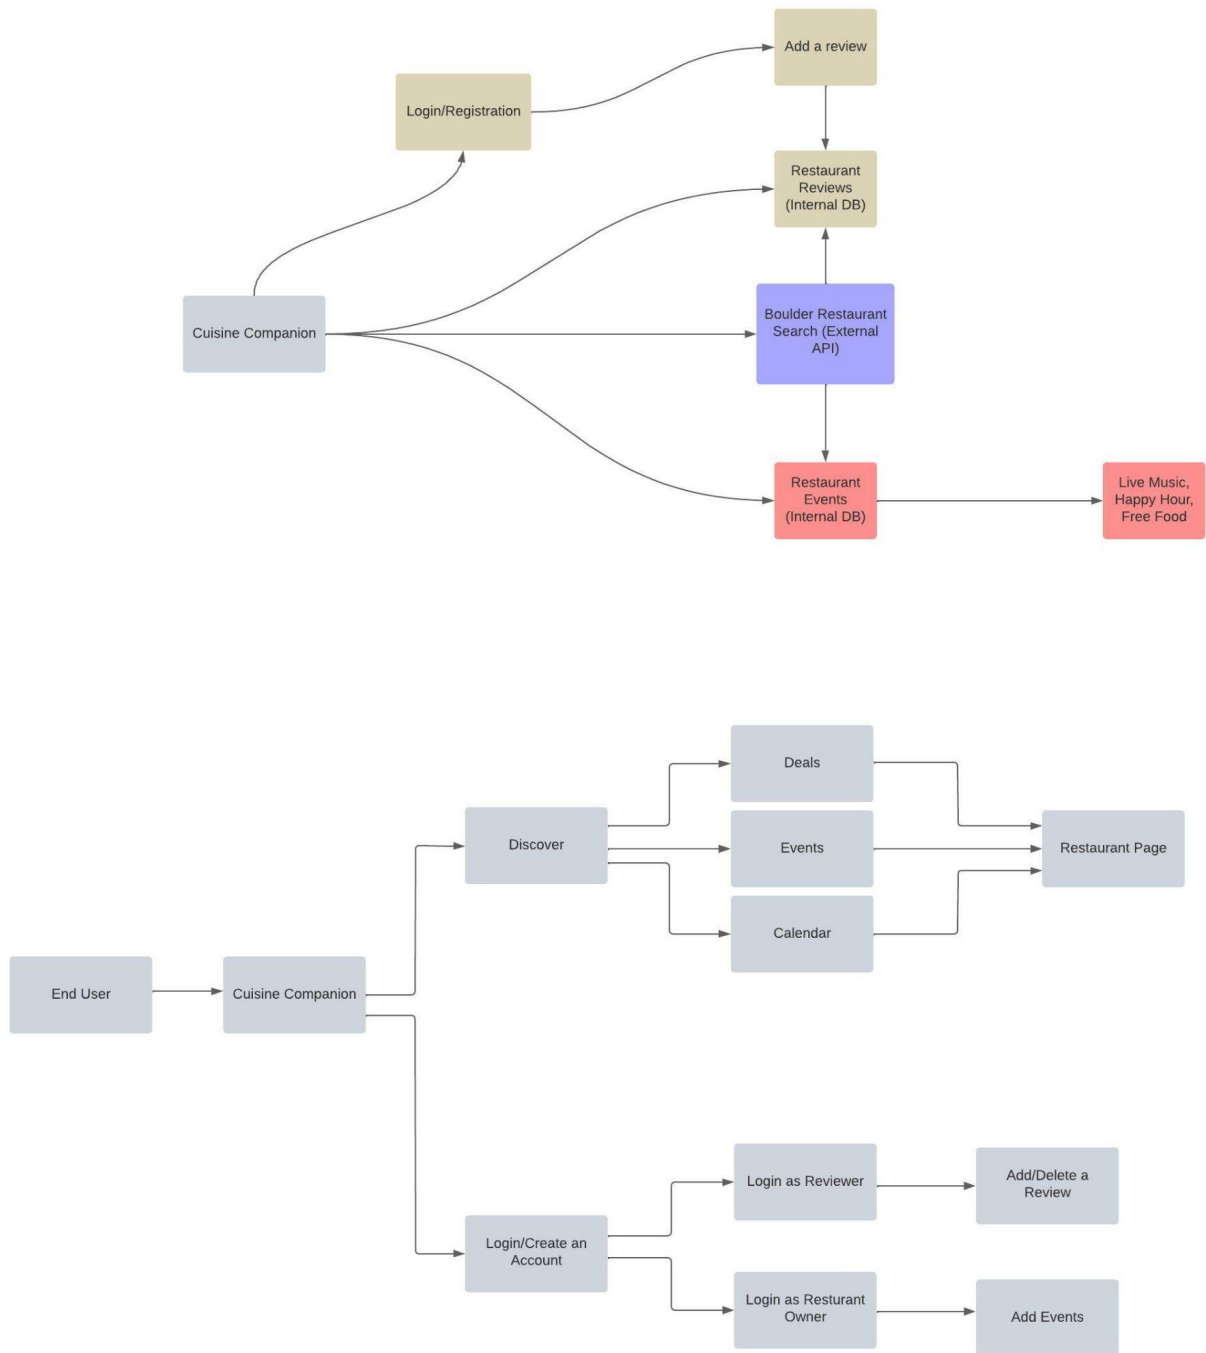 Add a review
Login/Registration
Restaurant
Reviews
(Internal DB)
Cuisine Companion
Boulder Restaurant
Search (External
API)
Restaurant
Events
(Internal DB)
Live Music,
Happy Hour,
Free Food
Deals
Discover
Events
Restaurant Page
Calendar
End User
Cuisine Companion
Login as Reviewer
Add/Delete a
Review
Login/Create an
Account
Login as Resturant
Owner
Add Events